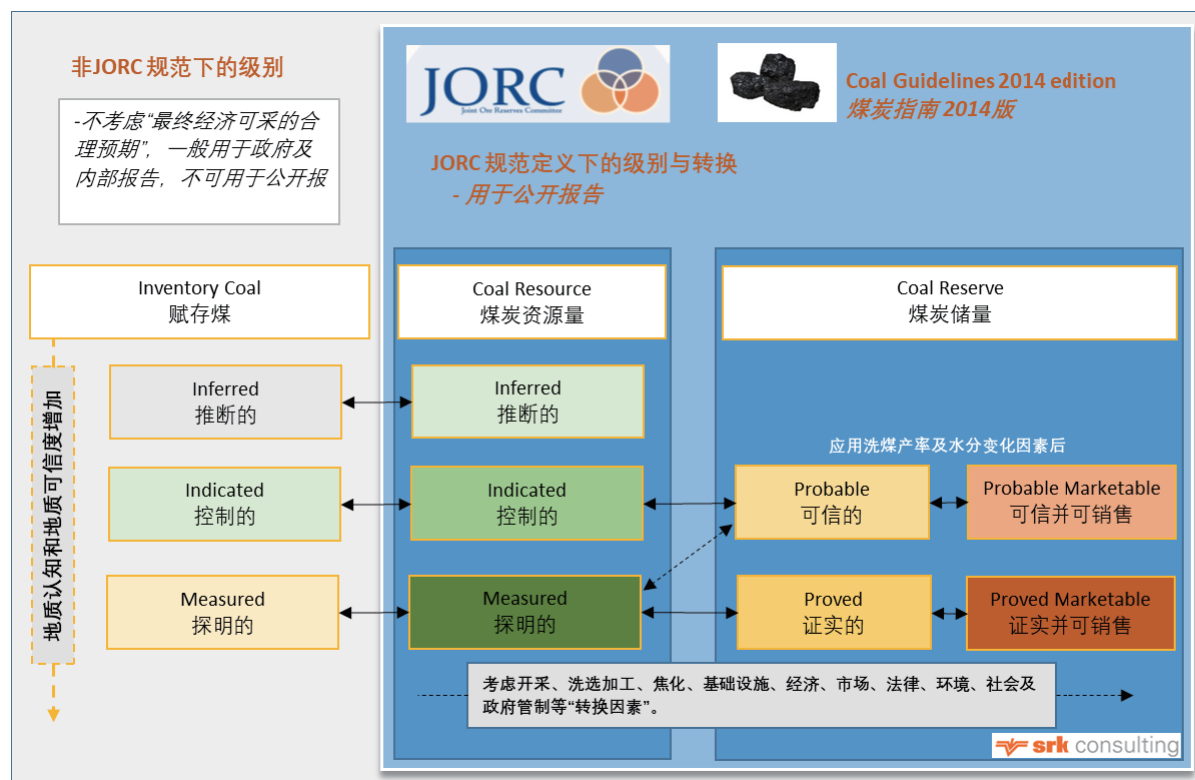 非JORC 规范下的级别
-不考虑“最终经济可采的合
理预期”，一般用于政府及
内部报告，不可用于公开报
JORC
Joint Ore Reserves Committee
Coal Guidelines 2014 edition
煤炭指南 2014版
JORC 规范定义下的级别与转换
- 用于公开报告
Inventory Coal
赋存煤
Coal Resource
煤炭资源量
Coal Reserve
煤炭储量
地质认知和地质可信度增加
Inferred
推断的
Inferred
推断的
应用洗煤产率及水分变化因素后
Indicated
控制的
Indicated
控制的
Probable
可信的
Probable Marketable
可信并可销售
Measured
探明的
Measured
探明的
Proved
证实的
Proved Marketable
证实并可销售
考虑开采、洗选加工、焦化、基础设施、经济、市场、法律、环境、社会及
政府管制等“转换因素”。
srk consulting